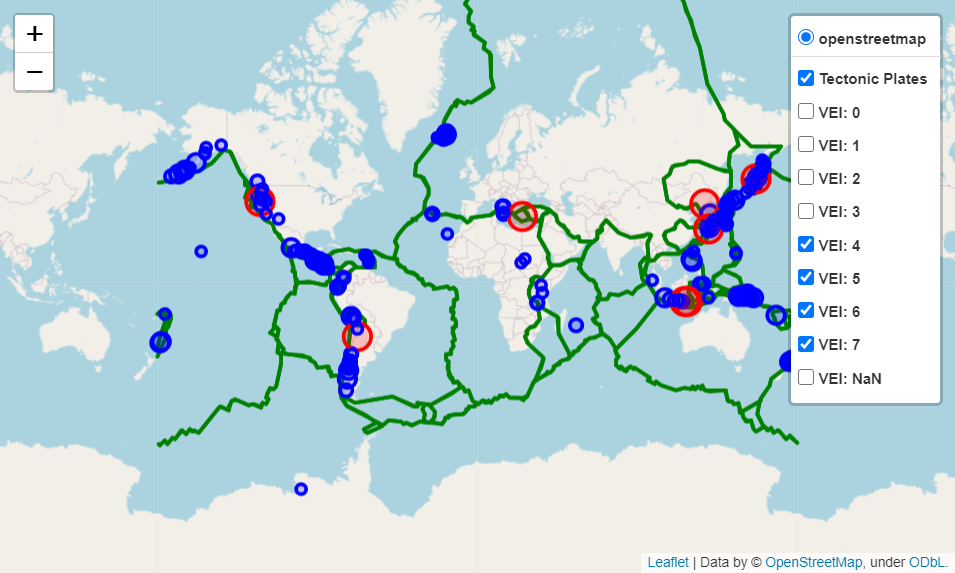 +
−
openstreetmap
Tectonic Plates
VEI: 0
VEI: 1
VEI: 2
VEI: 3
VEI: 4
VEI: 5
VEI: 6
VEI: 7
VEI: NaN
Leaflet | Data by © OpenStreetMap, under ODbL.